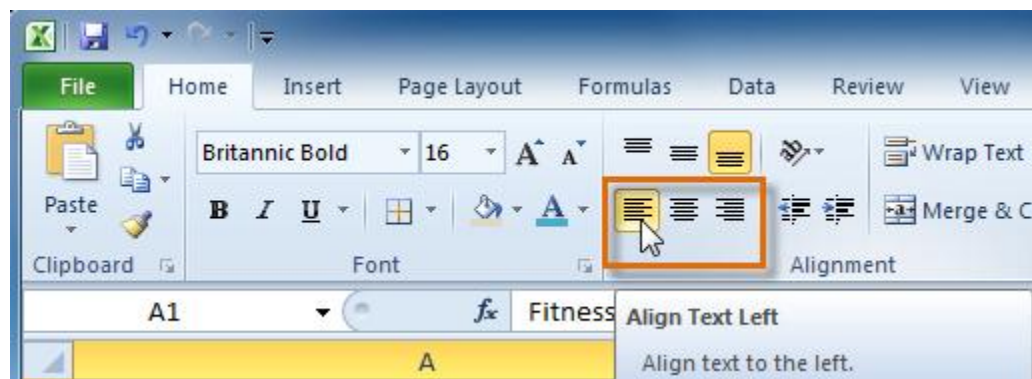 File Home Insert Page Layout Formulas Data Review View
Britannic Bold 16 A A Wrap Text
Paste B I U A Merge & C
Clipboard Font Alignment
A1 fx Fitness
Align Text Left
A
Align text to the left.